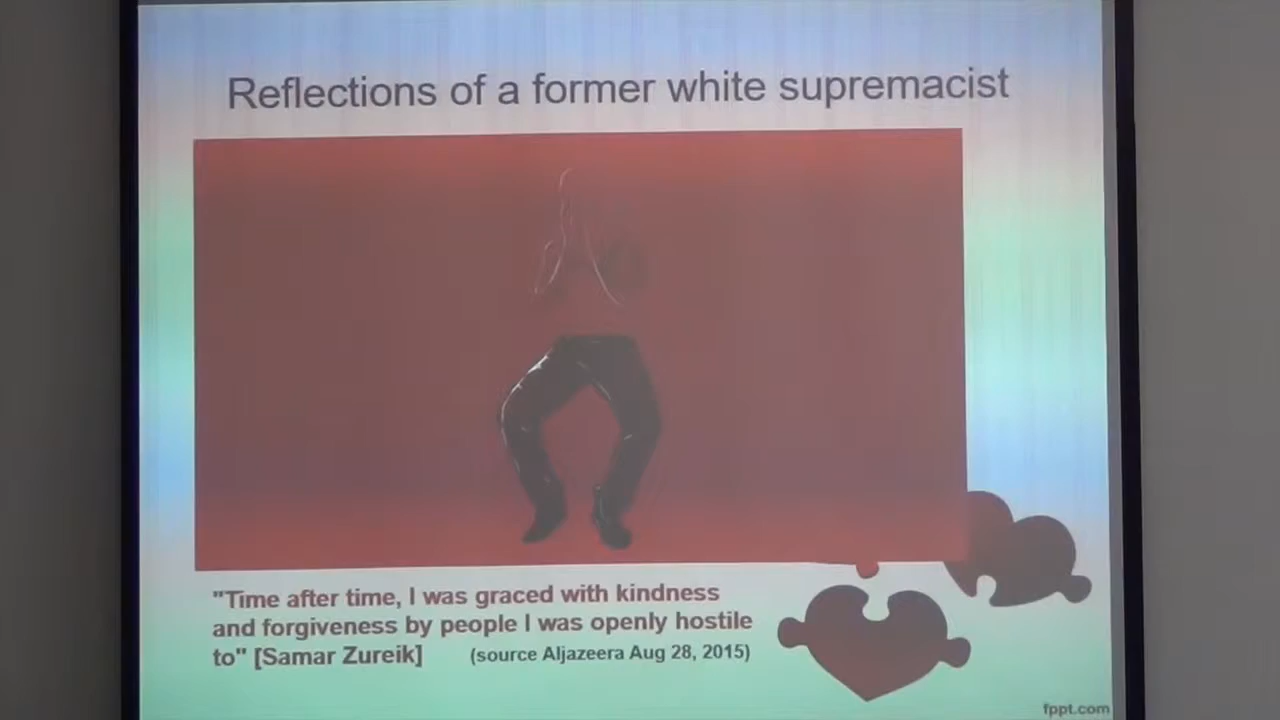 Reflections of a former white supremacist
"Time after time, I was graced with kindness
and forgiveness by people I was openly hostile
to" [Samar Zureik] (source Aljazeera Aug 28, 2015)
fppt.com